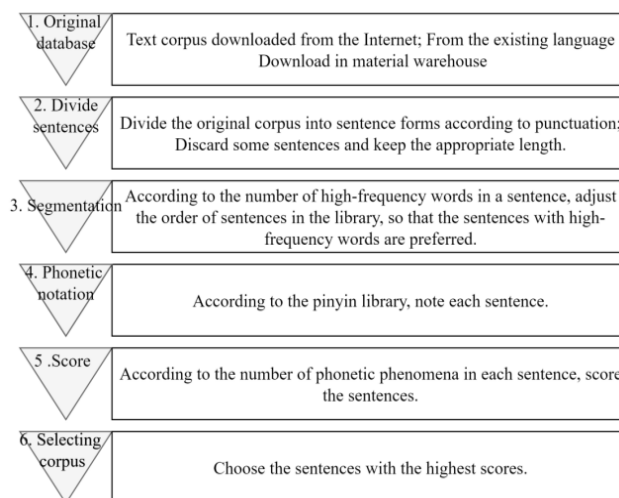 1. Original
database
Text corpus downloaded from the Internet; From the existing language
Download in material warehouse
2. Divide
sentences
Divide the original corpus into sentence forms according to punctuation;
Discard some sentences and keep the appropriate length.
3. Segmentation
According to the number of high-frequency words in a sentence, adjust
the order of sentences in the library, so that the sentences with high-
frequency words are preferred.
4. Phonetic
notation
According to the pinyin library, note each sentence.
5 .Score
According to the number of phonetic phenomena in each sentence, score
the sentences.
6. Selecting
corpus
Choose the sentences with the highest scores.